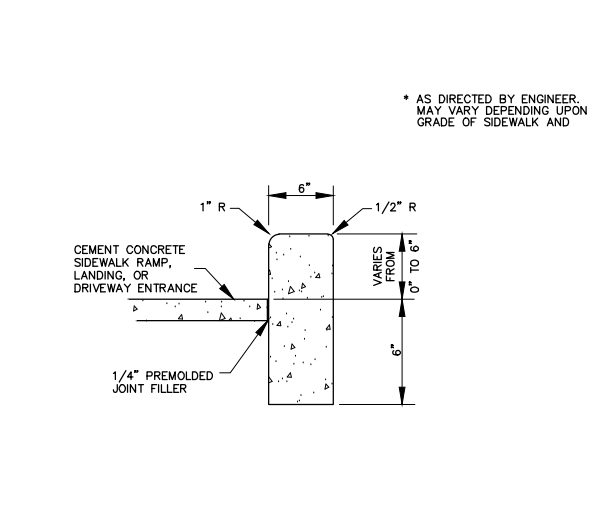 * AS DIRECTED BY ENGINEER.
MAY VARY DEPENDING UPON
GRADE OF SIDEWALK AND
6"
1" R
1/2" R
CEMENT CONCRETE
SIDEWALK RAMP,
LANDING, OR
DRIVEWAY ENTRANCE
VARIES
FROM
0" TO 6"
6"
1/4" PREMOLDED
JOINT FILLER